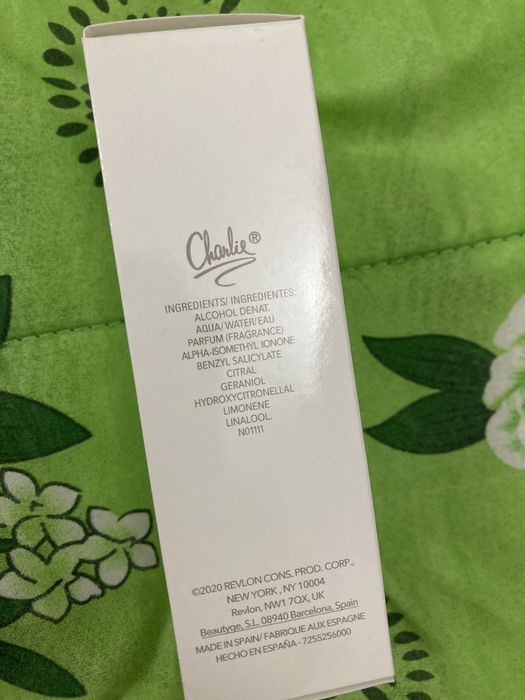 Charlie®
INGREDIENTS/ INGREDIENTES:
ALCOHOL DENAT.
AQUA/WATER/EAU
PARFUM (FRAGRANCE)
ALPHA-ISOMETHYL IONONE
BENZYL SALICYLATE
CITRAL
GERANIOL
HYDROXYCITRONELLAL
LIMONENE
LINALOOL.
N01111
©2020 REVLON CONS. PROD. CORP.,
NEW YORK, NY 10004
Revlon, NW1 7QX, UK
Beautyge, S.L. 08940 Barcelona, Spain
MADE IN SPAIN/ FABRIQUE AUX ESPAGNE
HECHO EN ESPAÑA - 7255256000